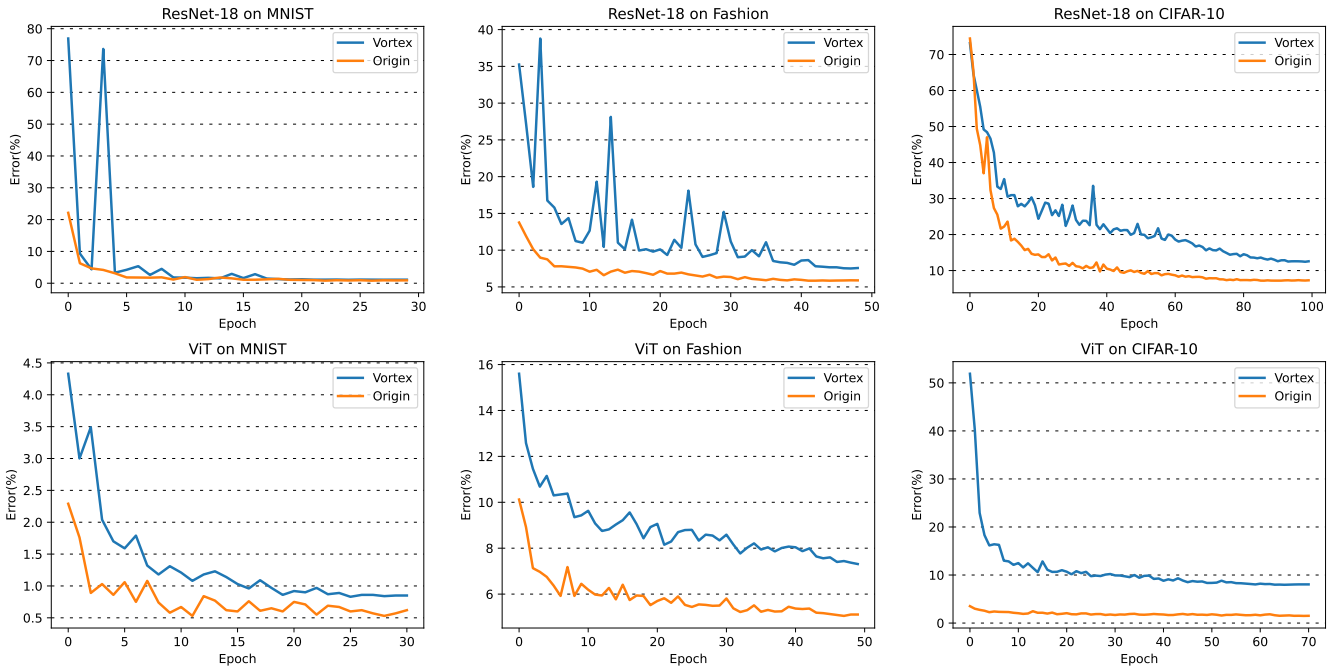 ResNet-18 on MNIST
80
70
60
50
40
30
20
10
0
Error(%)
0 5 10 15 20 25 30
Epoch
Vortex
Origin
ResNet-18 on Fashion
40
35
30
25
20
15
10
5
Error(%)
0 10 20 30 40 50
Epoch
Vortex
Origin
ResNet-18 on CIFAR-10
70
60
50
40
30
20
10
Error(%)
0 20 40 60 80 100
Epoch
Vortex
Origin
ViT on MNIST
4.5
4.0
3.5
3.0
2.5
2.0
1.5
1.0
0.5
Error(%)
0 5 10 15 20 25 30
Epoch
Vortex
Origin
ViT on Fashion
16
14
12
10
8
6
Error(%)
0 10 20 30 40 50
Epoch
Vortex
Origin
ViT on CIFAR-10
50
40
30
20
10
0
Error(%)
0 10 20 30 40 50 60 70
Epoch
Vortex
Origin